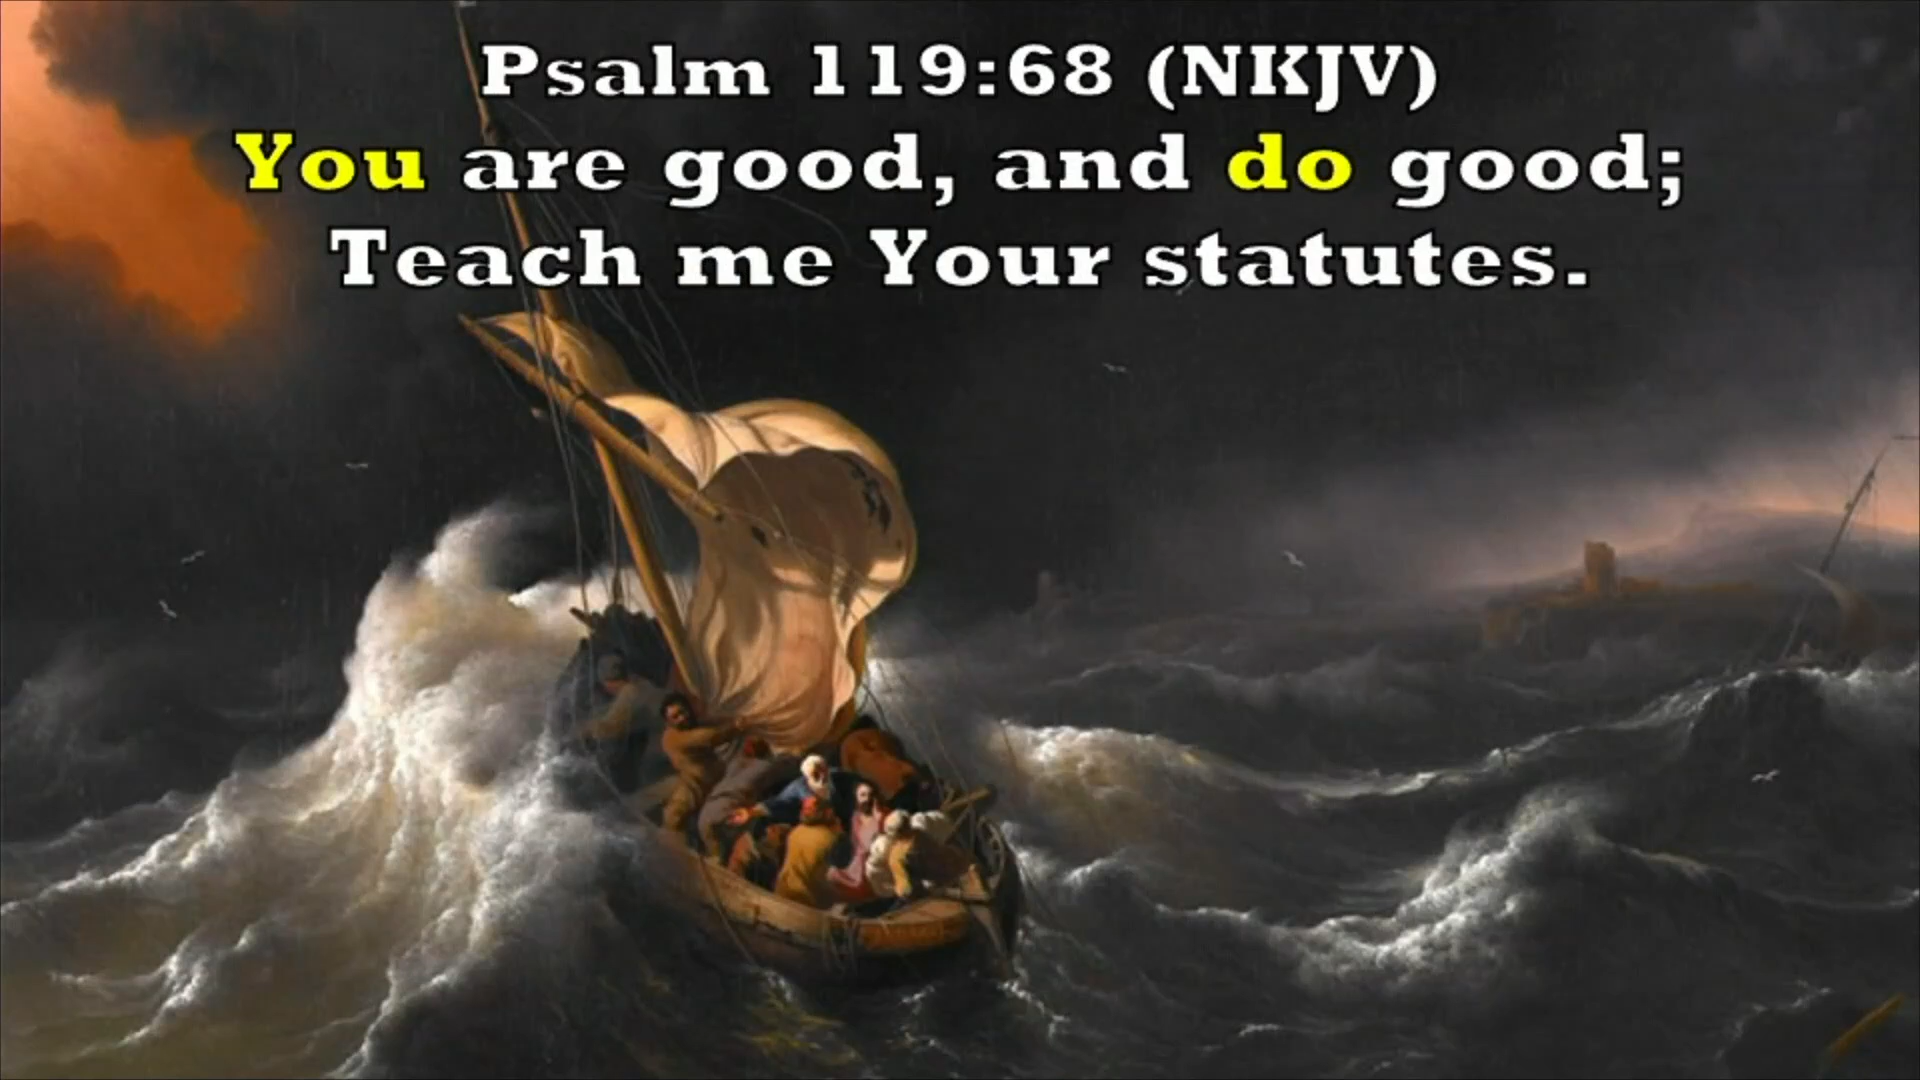 Psalm 119:68 (NKJV)
You are good, and do good;
Teach me Your statutes.